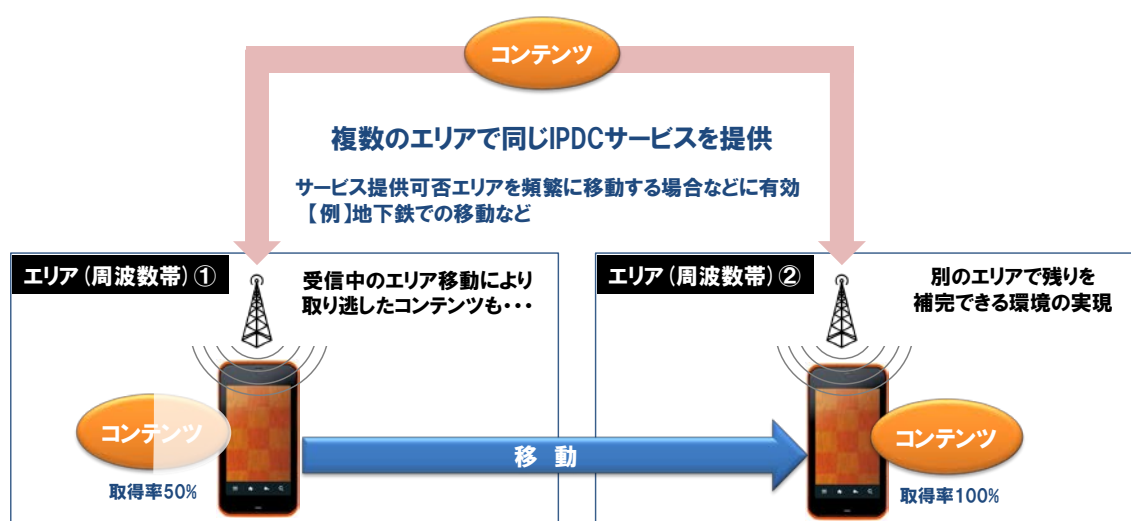 コンテンツ
複数のエリアで同じIPDCサービスを提供
サービス提供可否エリアを頻繁に移動する場合などに有効
【例】地下鉄での移動など
エリア(周波数帯)①
受信中のエリア移動により
取り逃したコンテンツも・・・
コンテンツ
取得率50%
移 動
エリア(周波数帯)②
別のエリアで残りを
補完できる環境の実現
コンテンツ
取得率100%